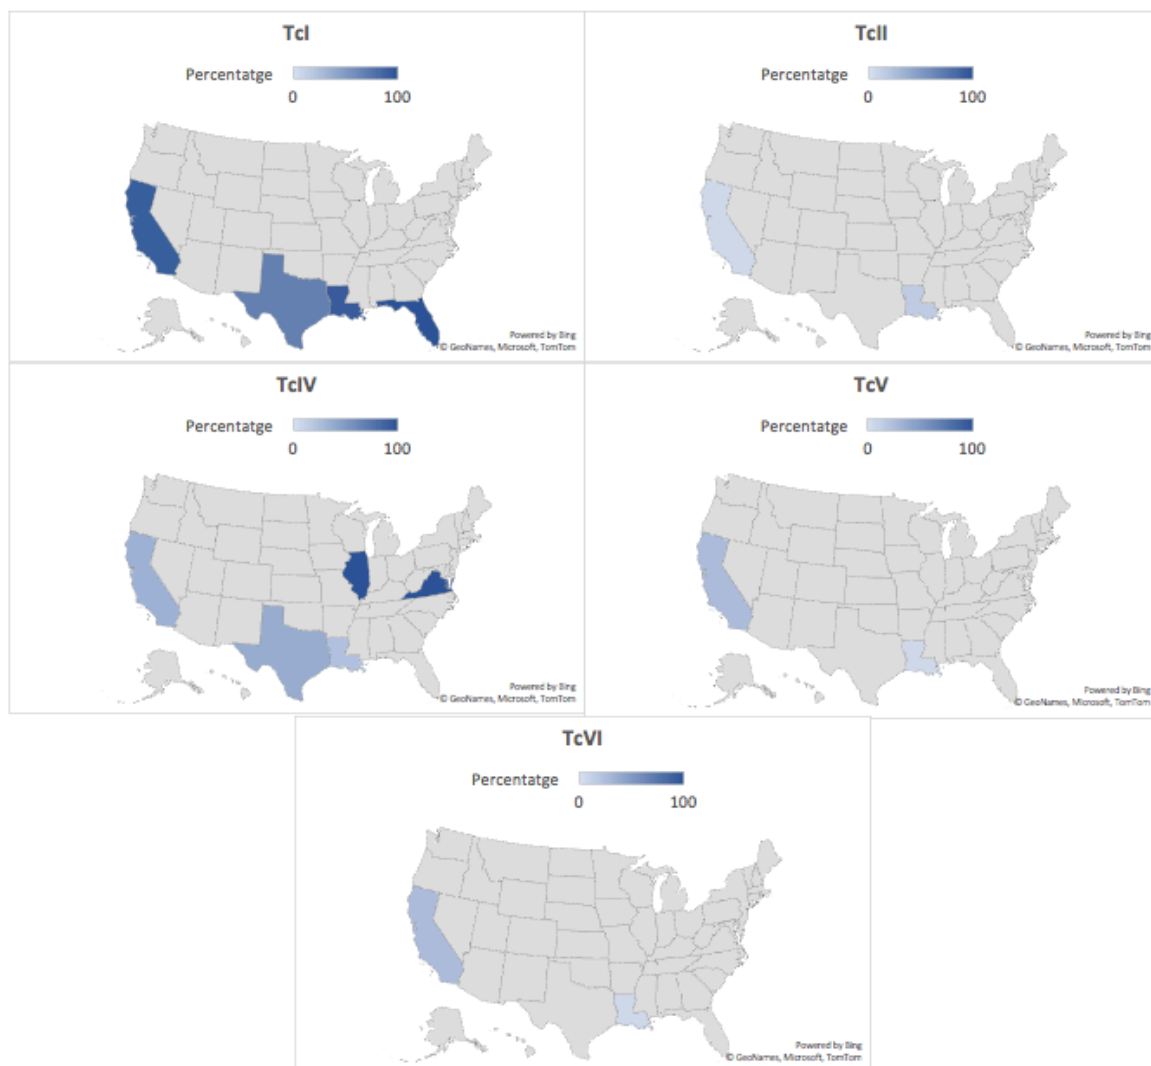 TcI
Percentatge
0 100
Powered by Bing
© GeoNames, Microsoft, TomTom
TcII
Percentatge
0 100
Powered by Bing
© GeoNames, Microsoft, TomTom
TcIV
Percentatge
0 100
Powered by Bing
© GeoNames, Microsoft, TomTom
TcV
Percentatge
0 100
Powered by Bing
© GeoNames, Microsoft, TomTom
TcVI
Percentatge
0 100
Powered by Bing
© GeoNames, Microsoft, TomTom